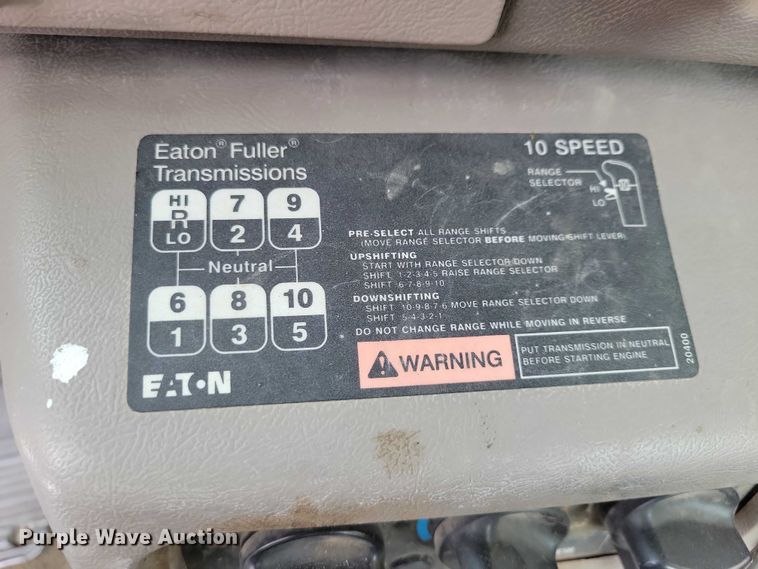 Eaton® Fuller®
Transmissions
10 SPEED
RANGE
SELECTOR
HI
LO
HI
R
LO
7
2
9
4
Neutral
6
1
8
3
10
5
PRE-SELECT ALL RANGE SHIFTS
(MOVE RANGE SELECTOR BEFORE MOVING SHIFT LEVER)
UPSHIFTING
START WITH RANGE SELECTOR DOWN
SHIFT 1-2-3-4-5 RAISE RANGE SELECTOR
SHIFT 6-7-8-9-10
DOWNSHIFTING
SHIFT 10-9-8-7-6 MOVE RANGE SELECTOR DOWN
SHIFT 5-4-3-2-1
DO NOT CHANGE RANGE WHILE MOVING IN REVERSE
WARNING
PUT TRANSMISSION IN NEUTRAL
BEFORE STARTING ENGINE
20400
EATON
Purple Wave Auction